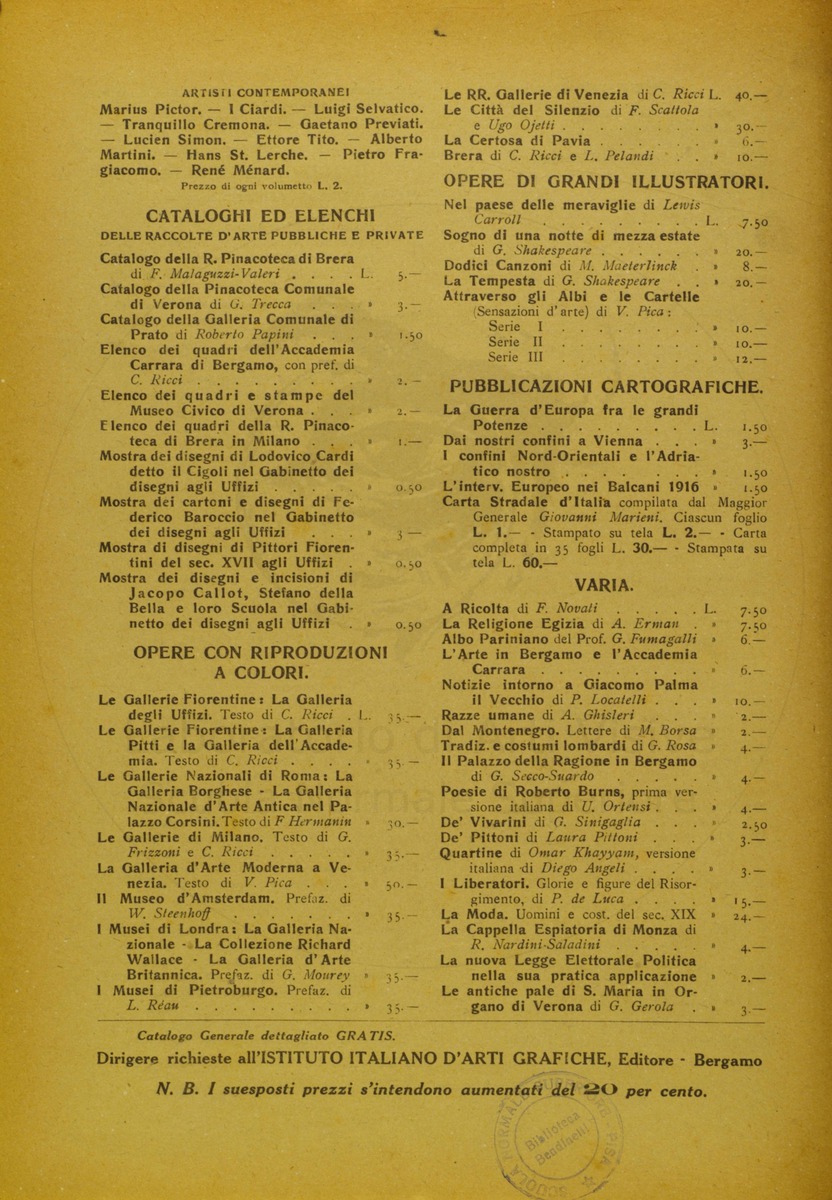 ARTISTI CONTEMPORANEI
Marius Pictor. — I Ciardi. — Luigi Selvatico.
— Tranquillo Cremona. — Gaetano Previati.
— Lucien Simon. — Ettore Tito. — Alberto
Martini. — Hans St. Lerche. — Pietro Fra-
giacomo. — René Ménard.
Prezzo di ogni volumetto L. 2.
CATALOGHI ED ELENCHI
DELLE RACCOLTE D'ARTE PUBBLICHE E PRIVATE
Catalogo della R. Pinacoteca di Brera
di F. Malaguzzi-Valeri . . . . L. 5.—
Catalogo della Pinacoteca Comunale
di Verona di G. Trecca . . . » 3.—
Catalogo della Galleria Comunale di
Prato di Roberto Papini . . . » 1.50
Elenco dei quadri dell'Accademia
Carrara di Bergamo, con pref. di
C. Ricci . . . . . . . . . » 2.—
Elenco dei quadri e stampe del
Museo Civico di Verona . . . » 2.—
Elenco dei quadri della R. Pinaco-
teca di Brera in Milano . . . » 1.—
Mostra dei disegni di Lodovico Cardi
detto il Cigoli nel Gabinetto dei
disegni agli Uffizi . . . . . » 0.50
Mostra dei cartoni e disegni di Fe-
derico Baroccio nel Gabinetto
dei disegni agli Uffizi . . . » 3 —
Mostra di disegni di Pittori Fioren-
tini del sec. XVII agli Uffizi . » 0.50
Mostra dei disegni e incisioni di
Jacopo Callot, Stefano della
Bella e loro Scuola nel Gabi-
netto dei disegni agli Uffizi . » 0.50
OPERE CON RIPRODUZIONI
A COLORI.
Le Gallerie Fiorentine: La Galleria
degli Uffizi. Testo di C. Ricci . L. 35.—
Le Gallerie Fiorentine: La Galleria
Pitti e la Galleria dell'Accade-
mia. Testo di C. Ricci . . . . » 35.—
Le Gallerie Nazionali di Roma: La
Galleria Borghese - La Galleria
Nazionale d'Arte Antica nel Pa-
lazzo Corsini. Testo di F Hermanin » 30.—
Le Gallerie di Milano. Testo di G.
Frizzoni e C. Ricci . . . . . » 35.—
La Galleria d'Arte Moderna a Ve-
nezia. Testo di V. Pica . . . » 50.—
Il Museo d'Amsterdam. Prefaz. di
W. Steenhoff . . . . . . . » 35.—
I Musei di Londra: La Galleria Na-
zionale - La Collezione Richard
Wallace - La Galleria d'Arte
Britannica. Prefaz. di G. Mourey » 35.—
I Musei di Pietroburgo. Prefaz. di
L. Réau . . . . . . . . . » 35.—
Le RR. Gallerie di Venezia di C. Ricci L. 40.—
Le Città del Silenzio di F. Scattola
e Ugo Ojetti . . . . . . . . » 30.—
La Certosa di Pavia . . . . . . » 6.—
Brera di C. Ricci e L. Pelandi . . » 10.—
OPERE DI GRANDI ILLUSTRATORI.
Nel paese delle meraviglie di Lewis
Carroll . . . . . . . . . L. 7.50
Sogno di una notte di mezza estate
di G. Shakespeare . . . . . . » 20.—
Dodici Canzoni di M. Maeterlinck . » 8.—
La Tempesta di G. Shakespeare . . » 20.—
Attraverso gli Albi e le Cartelle
(Sensazioni d'arte) di V. Pica:
Serie I . . . . . . . . » 10.—
Serie II . . . . . . . . » 10.—
Serie III . . . . . . . . » 12.—
PUBBLICAZIONI CARTOGRAFICHE.
La Guerra d'Europa fra le grandi
Potenze . . . . . . . . . L. 1.50
Dai nostri confini a Vienna . . . » 3.—
I confini Nord-Orientali e l'Adria-
tico nostro . . . . . . . . » 1.50
L'interv. Europeo nei Balcani 1916 » 1.50
Carta Stradale d'Italia compilata dal Maggior
Generale Giovanni Marieni. Ciascun foglio
L. 1.— - Stampato su tela L. 2.— - Carta
completa in 35 fogli L. 30.— - Stampata su
tela L. 60.—
VARIA.
A Ricolta di F. Novati . . . . . L. 7.50
La Religione Egizia di A. Erman . » 7.50
Albo Pariniano del Prof. G. Fumagalli » 6.—
L'Arte in Bergamo e l'Accademia
Carrara . . . . . . . . . » 6.—
Notizie intorno a Giacomo Palma
il Vecchio di P. Locatelli . . . » 10.—
Razze umane di A. Ghisleri . . . » 2.—
Dal Montenegro. Lettere di M. Borsa » 2.—
Tradiz. e costumi lombardi di G. Rosa » 4.—
Il Palazzo della Ragione in Bergamo
di G. Secco-Suardo . . . . . » 4.—
Poesie di Roberto Burns, prima ver-
sione italiana di U. Ortensi . . . » 4.—
De' Vivarini di G. Sinigaglia . . . » 2.50
De' Pittoni di Laura Pittoni . . . » 3.—
Quartine di Omar Khayyam, versione
italiana di Diego Angeli . . . . » 3.—
I Liberatori. Glorie e figure del Risor-
gimento, di P. de Luca . . . . » 15.—
La Moda. Uomini e cost. del sec. XIX » 24.—
La Cappella Espiatoria di Monza di
R. Nardini-Saladini . . . . . » 4.—
La nuova Legge Elettorale Politica
nella sua pratica applicazione » 2.—
Le antiche pale di S. Maria in Or-
gano di Verona di G. Gerola . » 3.—
Catalogo Generale dettagliato GRATIS.
Dirigere richieste all'ISTITUTO ITALIANO D'ARTI GRAFICHE, Editore - Bergamo
N. B. I suesposti prezzi s'intendono aumentati del 20 per cento.
Biblioteca
Bendinelli